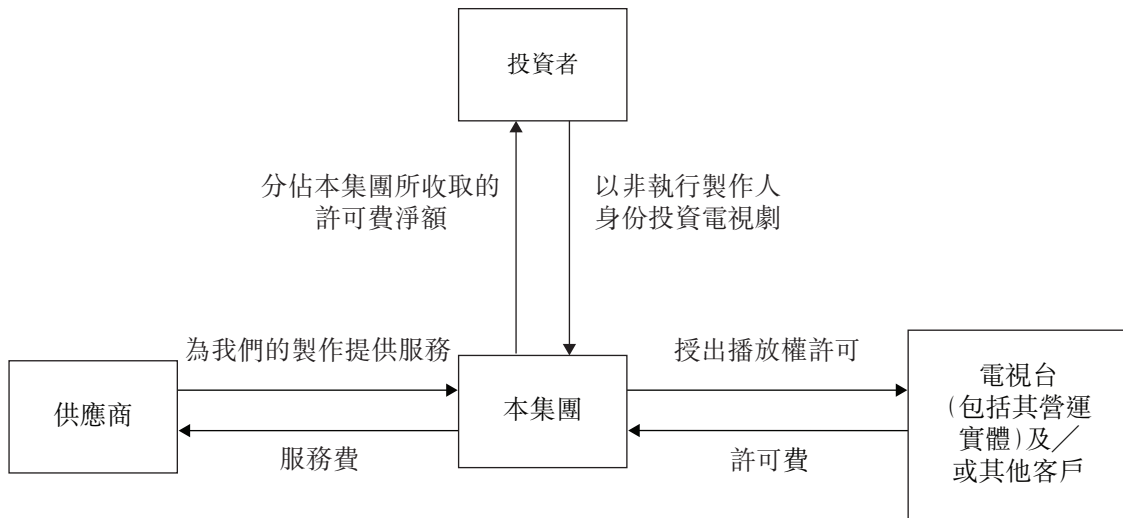 投資者
分佔本集團所收取的
許可費淨額
以非執行製作人
身份投資電視劇
為我們的製作提供服務
授出播放權許可
供應商
本集團
電視台
(包括其營運
實體)及╱
或其他客戶
服務費
許可費